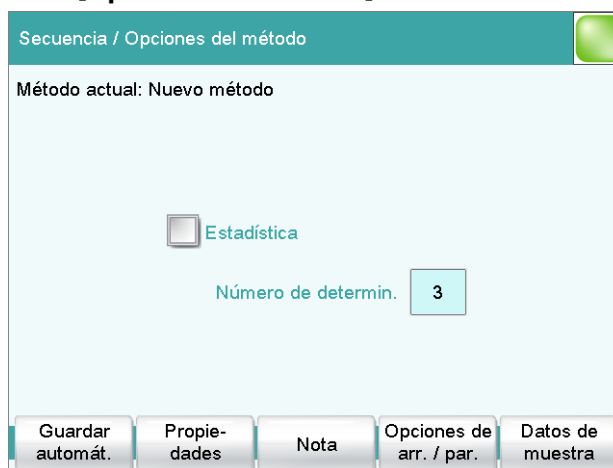 Secuencia / Opciones del método
Método actual: Nuevo método
Estadística
Número de determin. 3
Guardar automát.
Propie-
dades
Nota
Opciones de arr. / par.
Datos de muestra